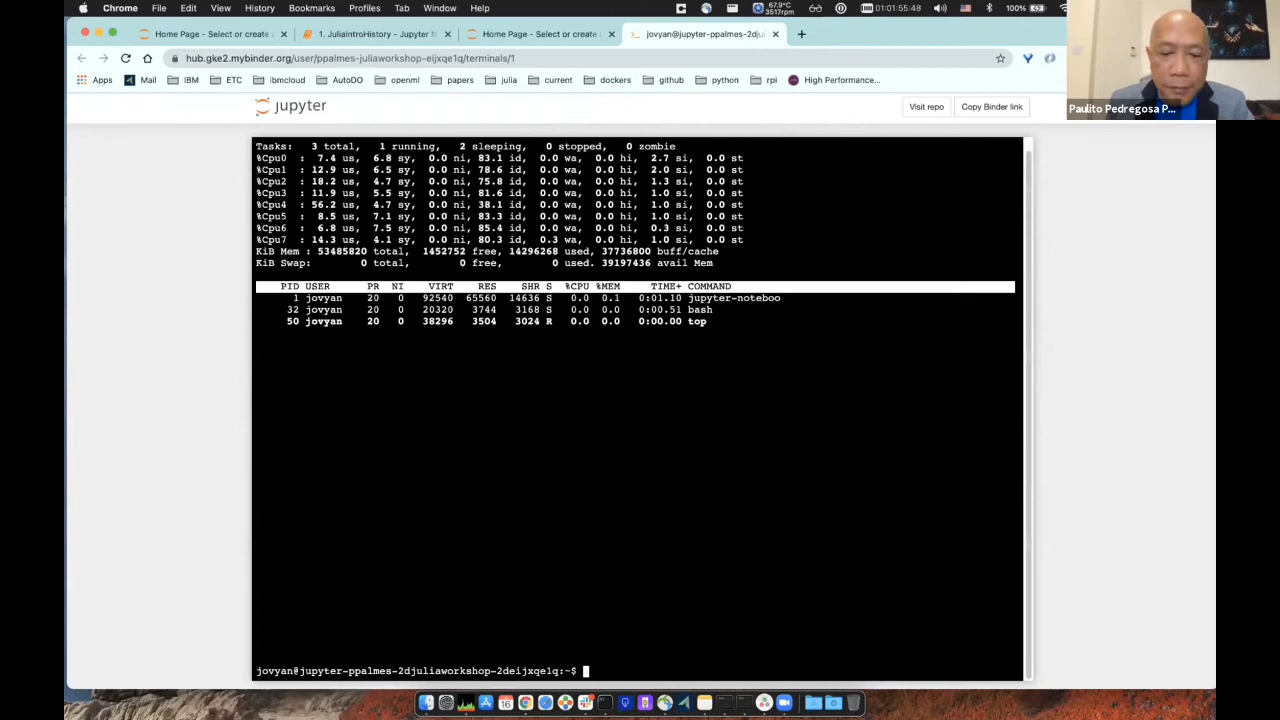 Chrome File Edit View History Bookmarks Profiles Tab Window Help 67.9°C 3517rpm 01:01:55:48 100%
Home Page - Select or create 1. JuliaIntroHistory - Jupyter N Home Page - Select or create jovyan@jupyter-ppalmes-2djuli
hub.gke2.mybinder.org/user/ppalmes-juliaworkshop-eijxqe1q/terminals/1
Apps Mail IBM ETC ibmcloud AutoDO openml papers julia current dockers github python rpi High Performance...
Paulito Pedregosa P...
jupyter Visit repo Copy Binder link
Tasks: 3 total, 1 running, 2 sleeping, 0 stopped, 0 zombie
%Cpu0 : 7.4 us, 6.8 sy, 0.0 ni, 83.1 id, 0.0 wa, 0.0 hi, 2.7 si, 0.0 st
%Cpu1 : 12.9 us, 6.5 sy, 0.0 ni, 78.6 id, 0.0 wa, 0.0 hi, 2.0 si, 0.0 st
%Cpu2 : 18.2 us, 4.7 sy, 0.0 ni, 75.8 id, 0.0 wa, 0.0 hi, 1.3 si, 0.0 st
%Cpu3 : 11.9 us, 5.5 sy, 0.0 ni, 81.6 id, 0.0 wa, 0.0 hi, 1.0 si, 0.0 st
%Cpu4 : 56.2 us, 4.7 sy, 0.0 ni, 38.1 id, 0.0 wa, 0.0 hi, 1.0 si, 0.0 st
%Cpu5 : 8.5 us, 7.1 sy, 0.0 ni, 83.3 id, 0.0 wa, 0.0 hi, 1.0 si, 0.0 st
%Cpu6 : 6.8 us, 7.5 sy, 0.0 ni, 85.4 id, 0.0 wa, 0.0 hi, 0.3 si, 0.0 st
%Cpu7 : 14.3 us, 4.1 sy, 0.0 ni, 80.3 id, 0.3 wa, 0.0 hi, 1.0 si, 0.0 st
KiB Mem : 53485820 total, 1452752 free, 14296268 used, 37736800 buff/cache
KiB Swap: 0 total, 0 free, 0 used. 39197436 avail Mem
PID USER PR NI VIRT RES SHR S %CPU %MEM TIME+ COMMAND
1 jovyan 20 0 92540 65560 14636 S 0.0 0.1 0:01.10 jupyter-noteboo
32 jovyan 20 0 20320 3744 3168 S 0.0 0.0 0:00.51 bash
50 jovyan 20 0 38296 3504 3024 R 0.0 0.0 0:00.00 top
jovyan@jupyter-ppalmes-2djuliaworkshop-2deijxqe1q:~$
16